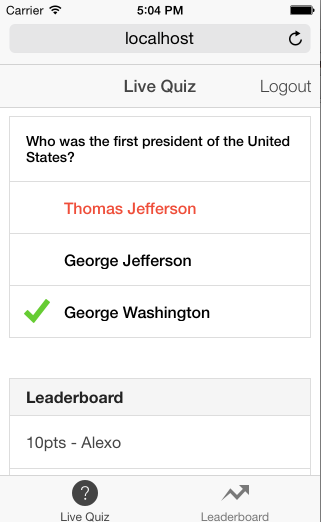 Carrier 5:04 PM
localhost
Live Quiz Logout
Who was the first president of the United
States?
Thomas Jefferson
George Jefferson
George Washington
Leaderboard
10pts - Alexo
Live Quiz Leaderboard